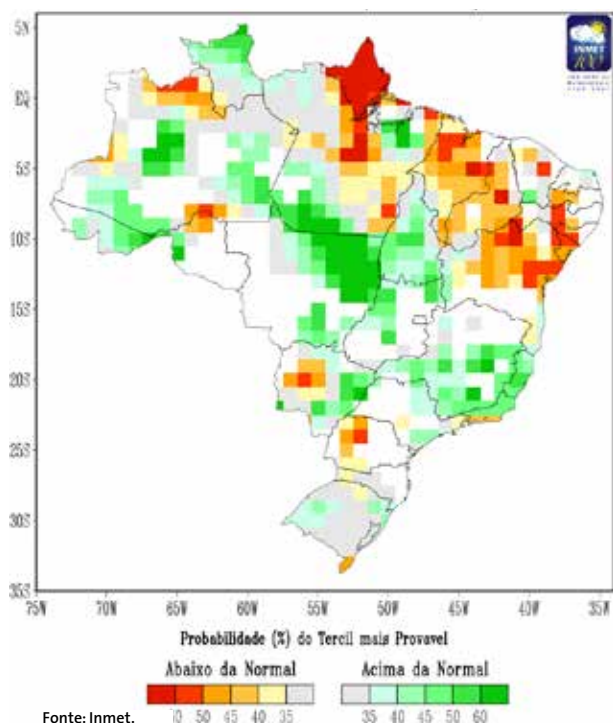 5N
EQ
5S
10S
15S
20S
25S
30S
35S
INMET
100
75W 70W 65W 60W 55W 50W 45W 40W 35W
Probabilidade (%) do Tercil mais Provavel
Abaixo da Normal Acima da Normal
0 50 45 40 35 35 40 45 50 60
Fonte: Inmet.